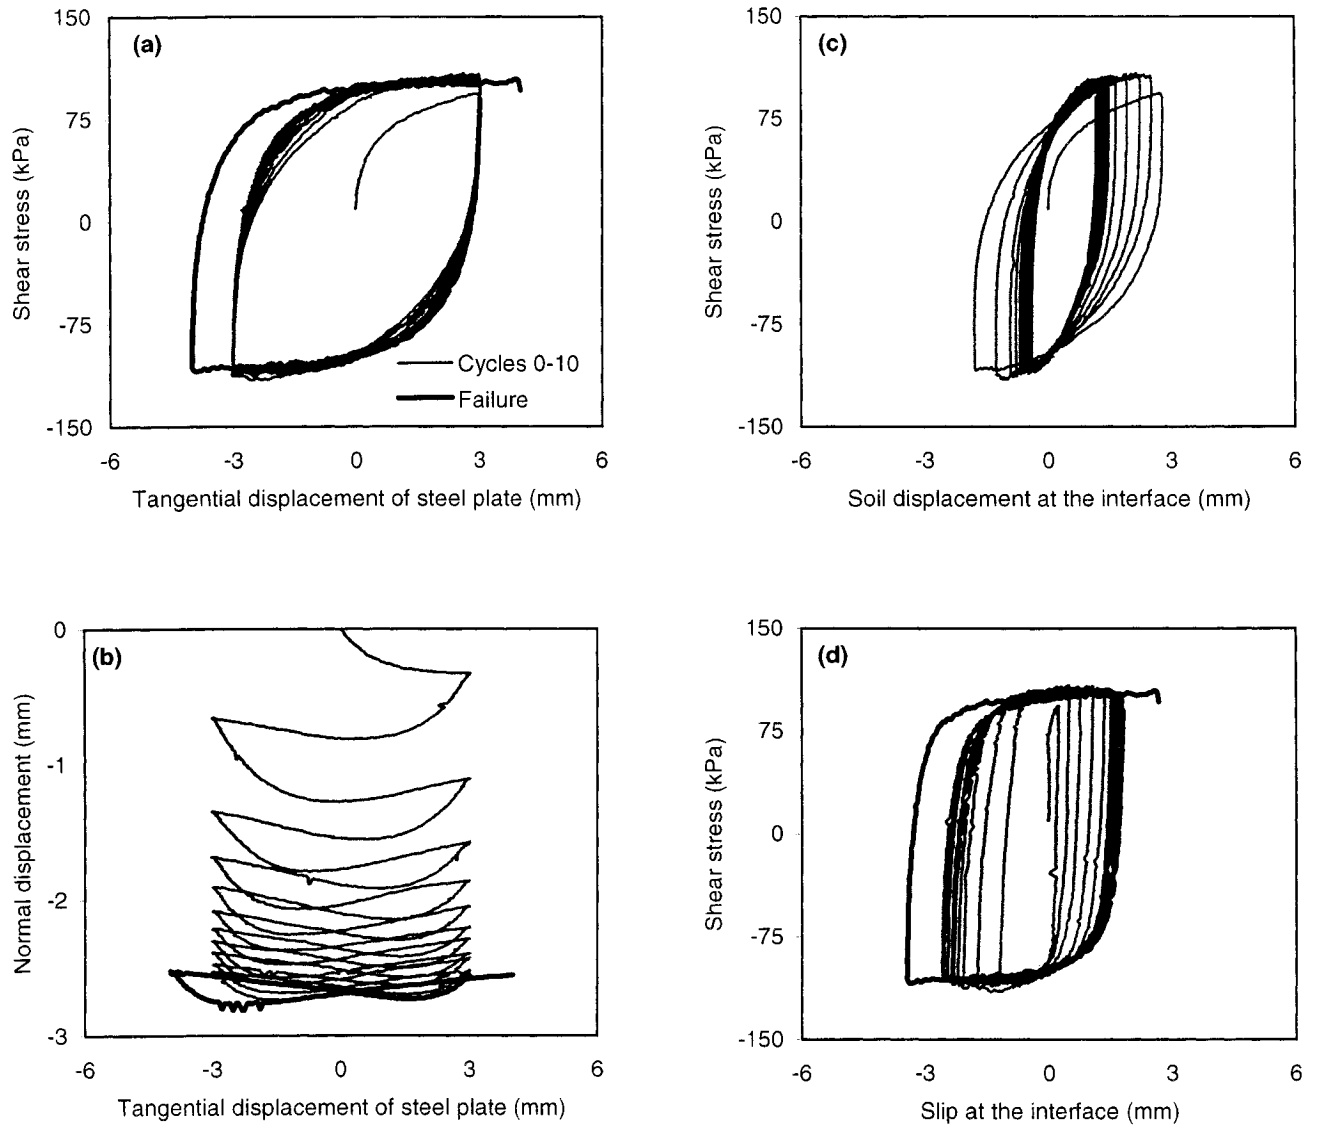 150
(a)
75
0
-75
-150
Shear stress (kPa)
Cycles 0-10
Failure
-6
-3
0
3
6
Tangential displacement of steel plate (mm)
150
(c)
75
0
-75
-150
Shear stress (kPa)
-6
-3
0
3
6
Soil displacement at the interface (mm)
0
(b)
-1
-2
-3
Normal displacement (mm)
-6
-3
0
3
6
Tangential displacement of steel plate (mm)
150
(d)
75
0
-75
-150
Shear stress (kPa)
-6
-3
0
3
6
Slip at the interface (mm)